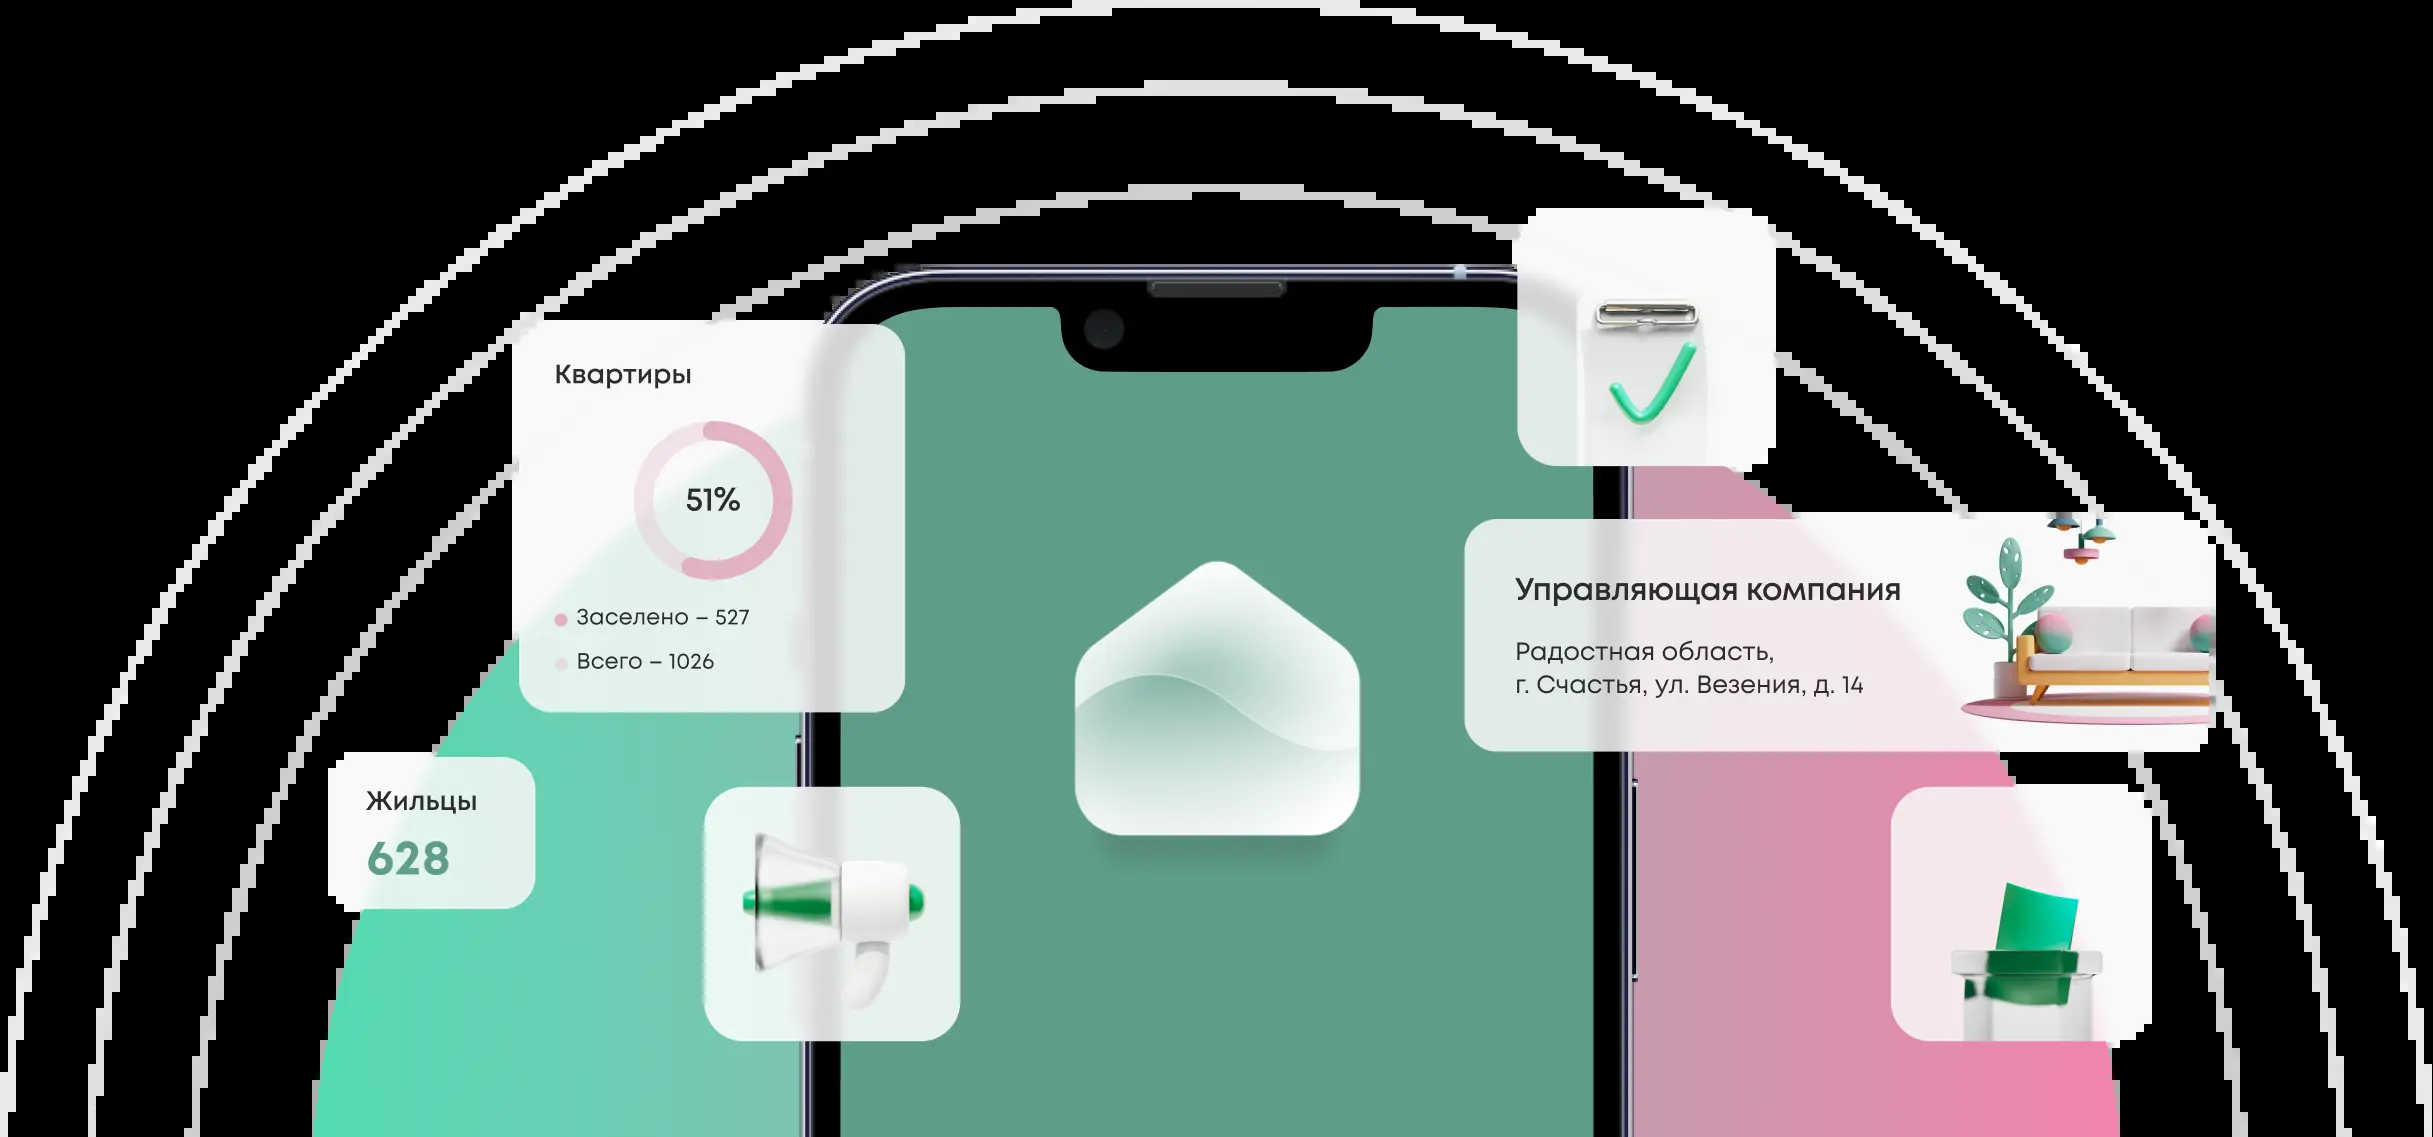 Квартиры
51%
Заселено – 527
Всего – 1026
Жильцы
628
Управляющая компания
Радостная область,
г. Счастья, ул. Везения, д. 14